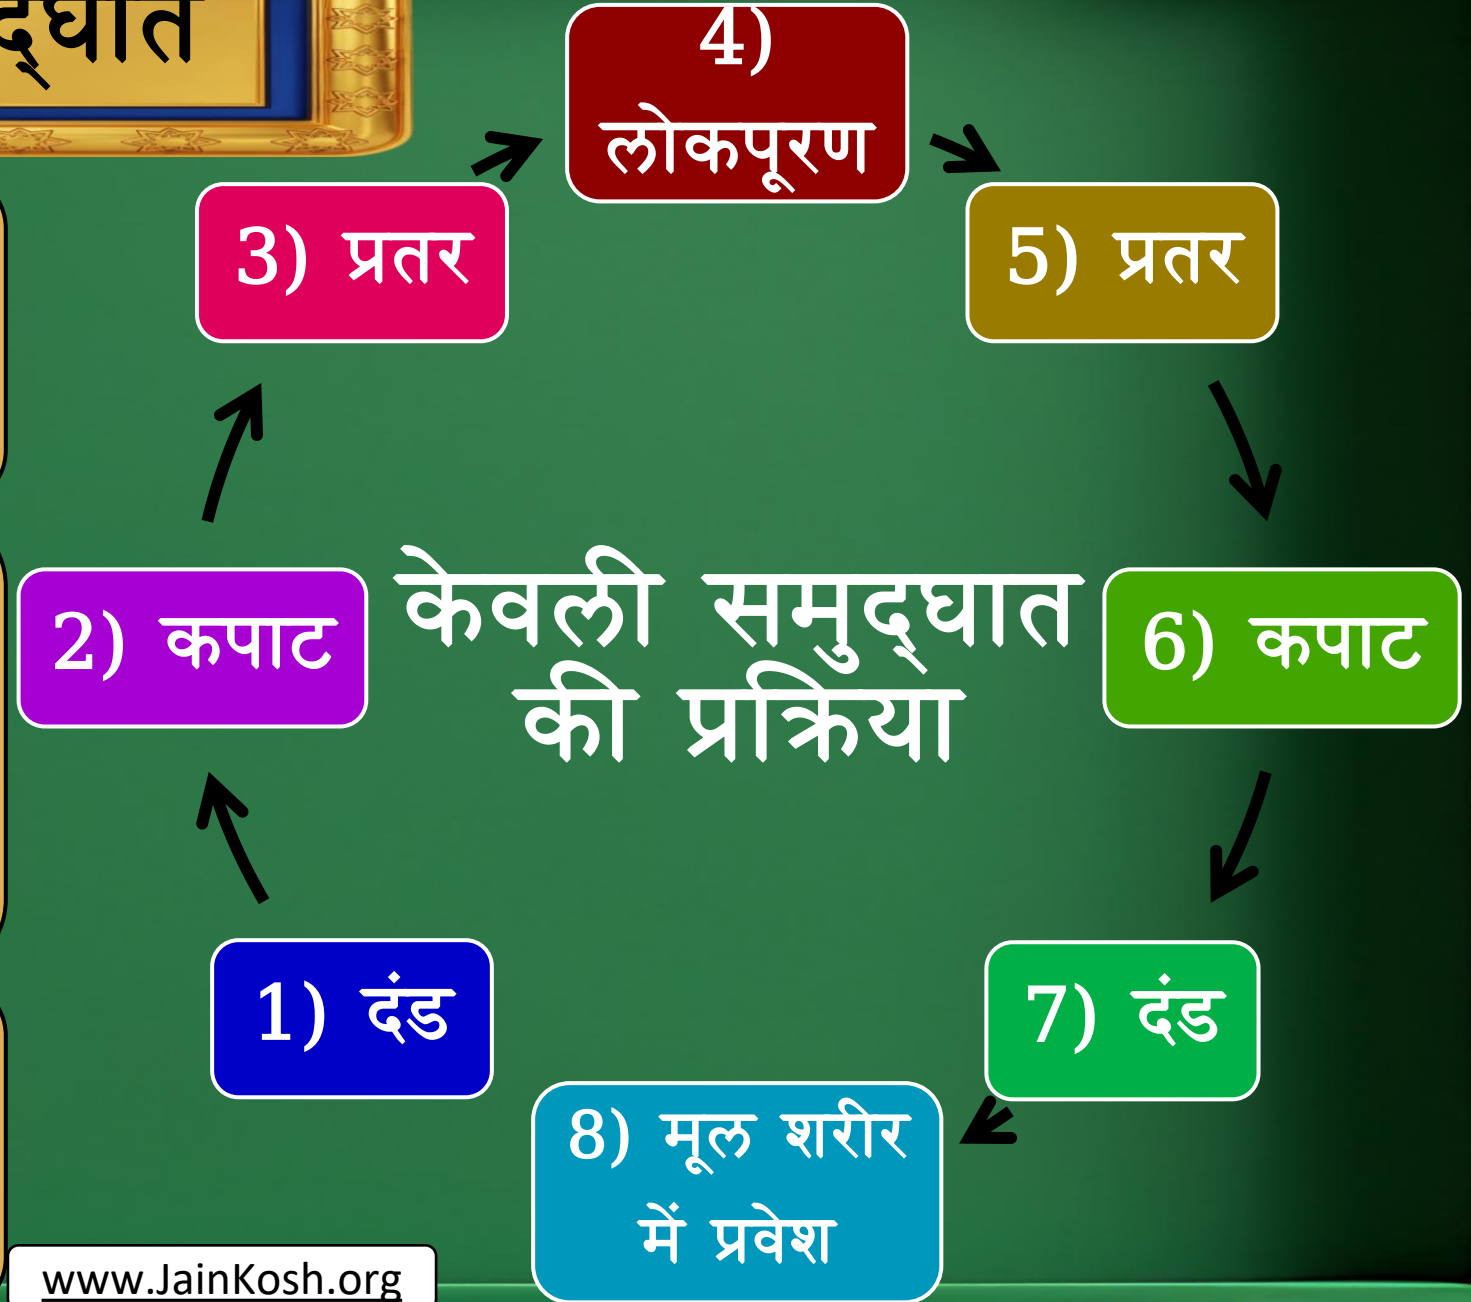 4)
लोकपूरण
3) प्रतर
5) प्रतर
2) कपाट
केवली समुद्घात
की प्रक्रिया
6) कपाट
1) दंड
7) दंड
8) मूल शरीर
में प्रवेश
www.JainKosh.org